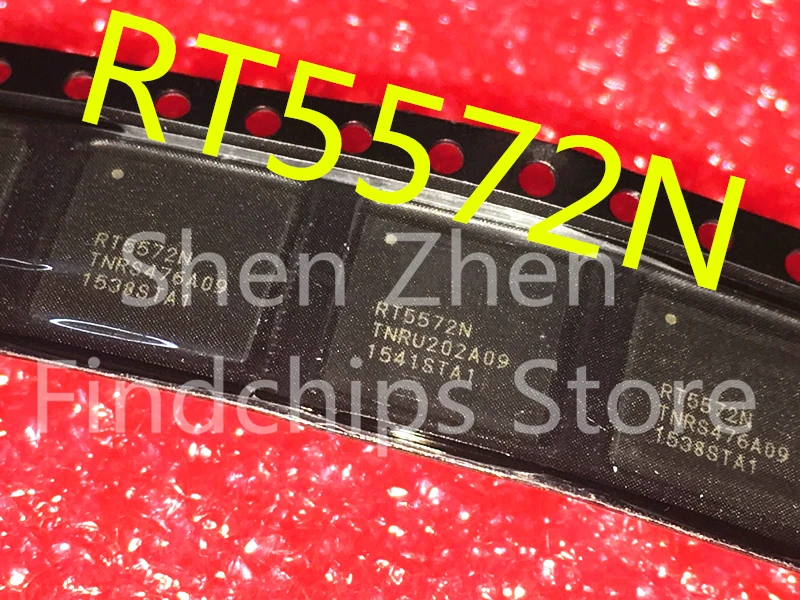 RT5572N
RT5572N
TNRS476A09
1538STA1
RT5572N
TNRU202A09
1541STA1
RT5572N
TNRS476A09
1538STA1
Shen Zhen
Findchips Store